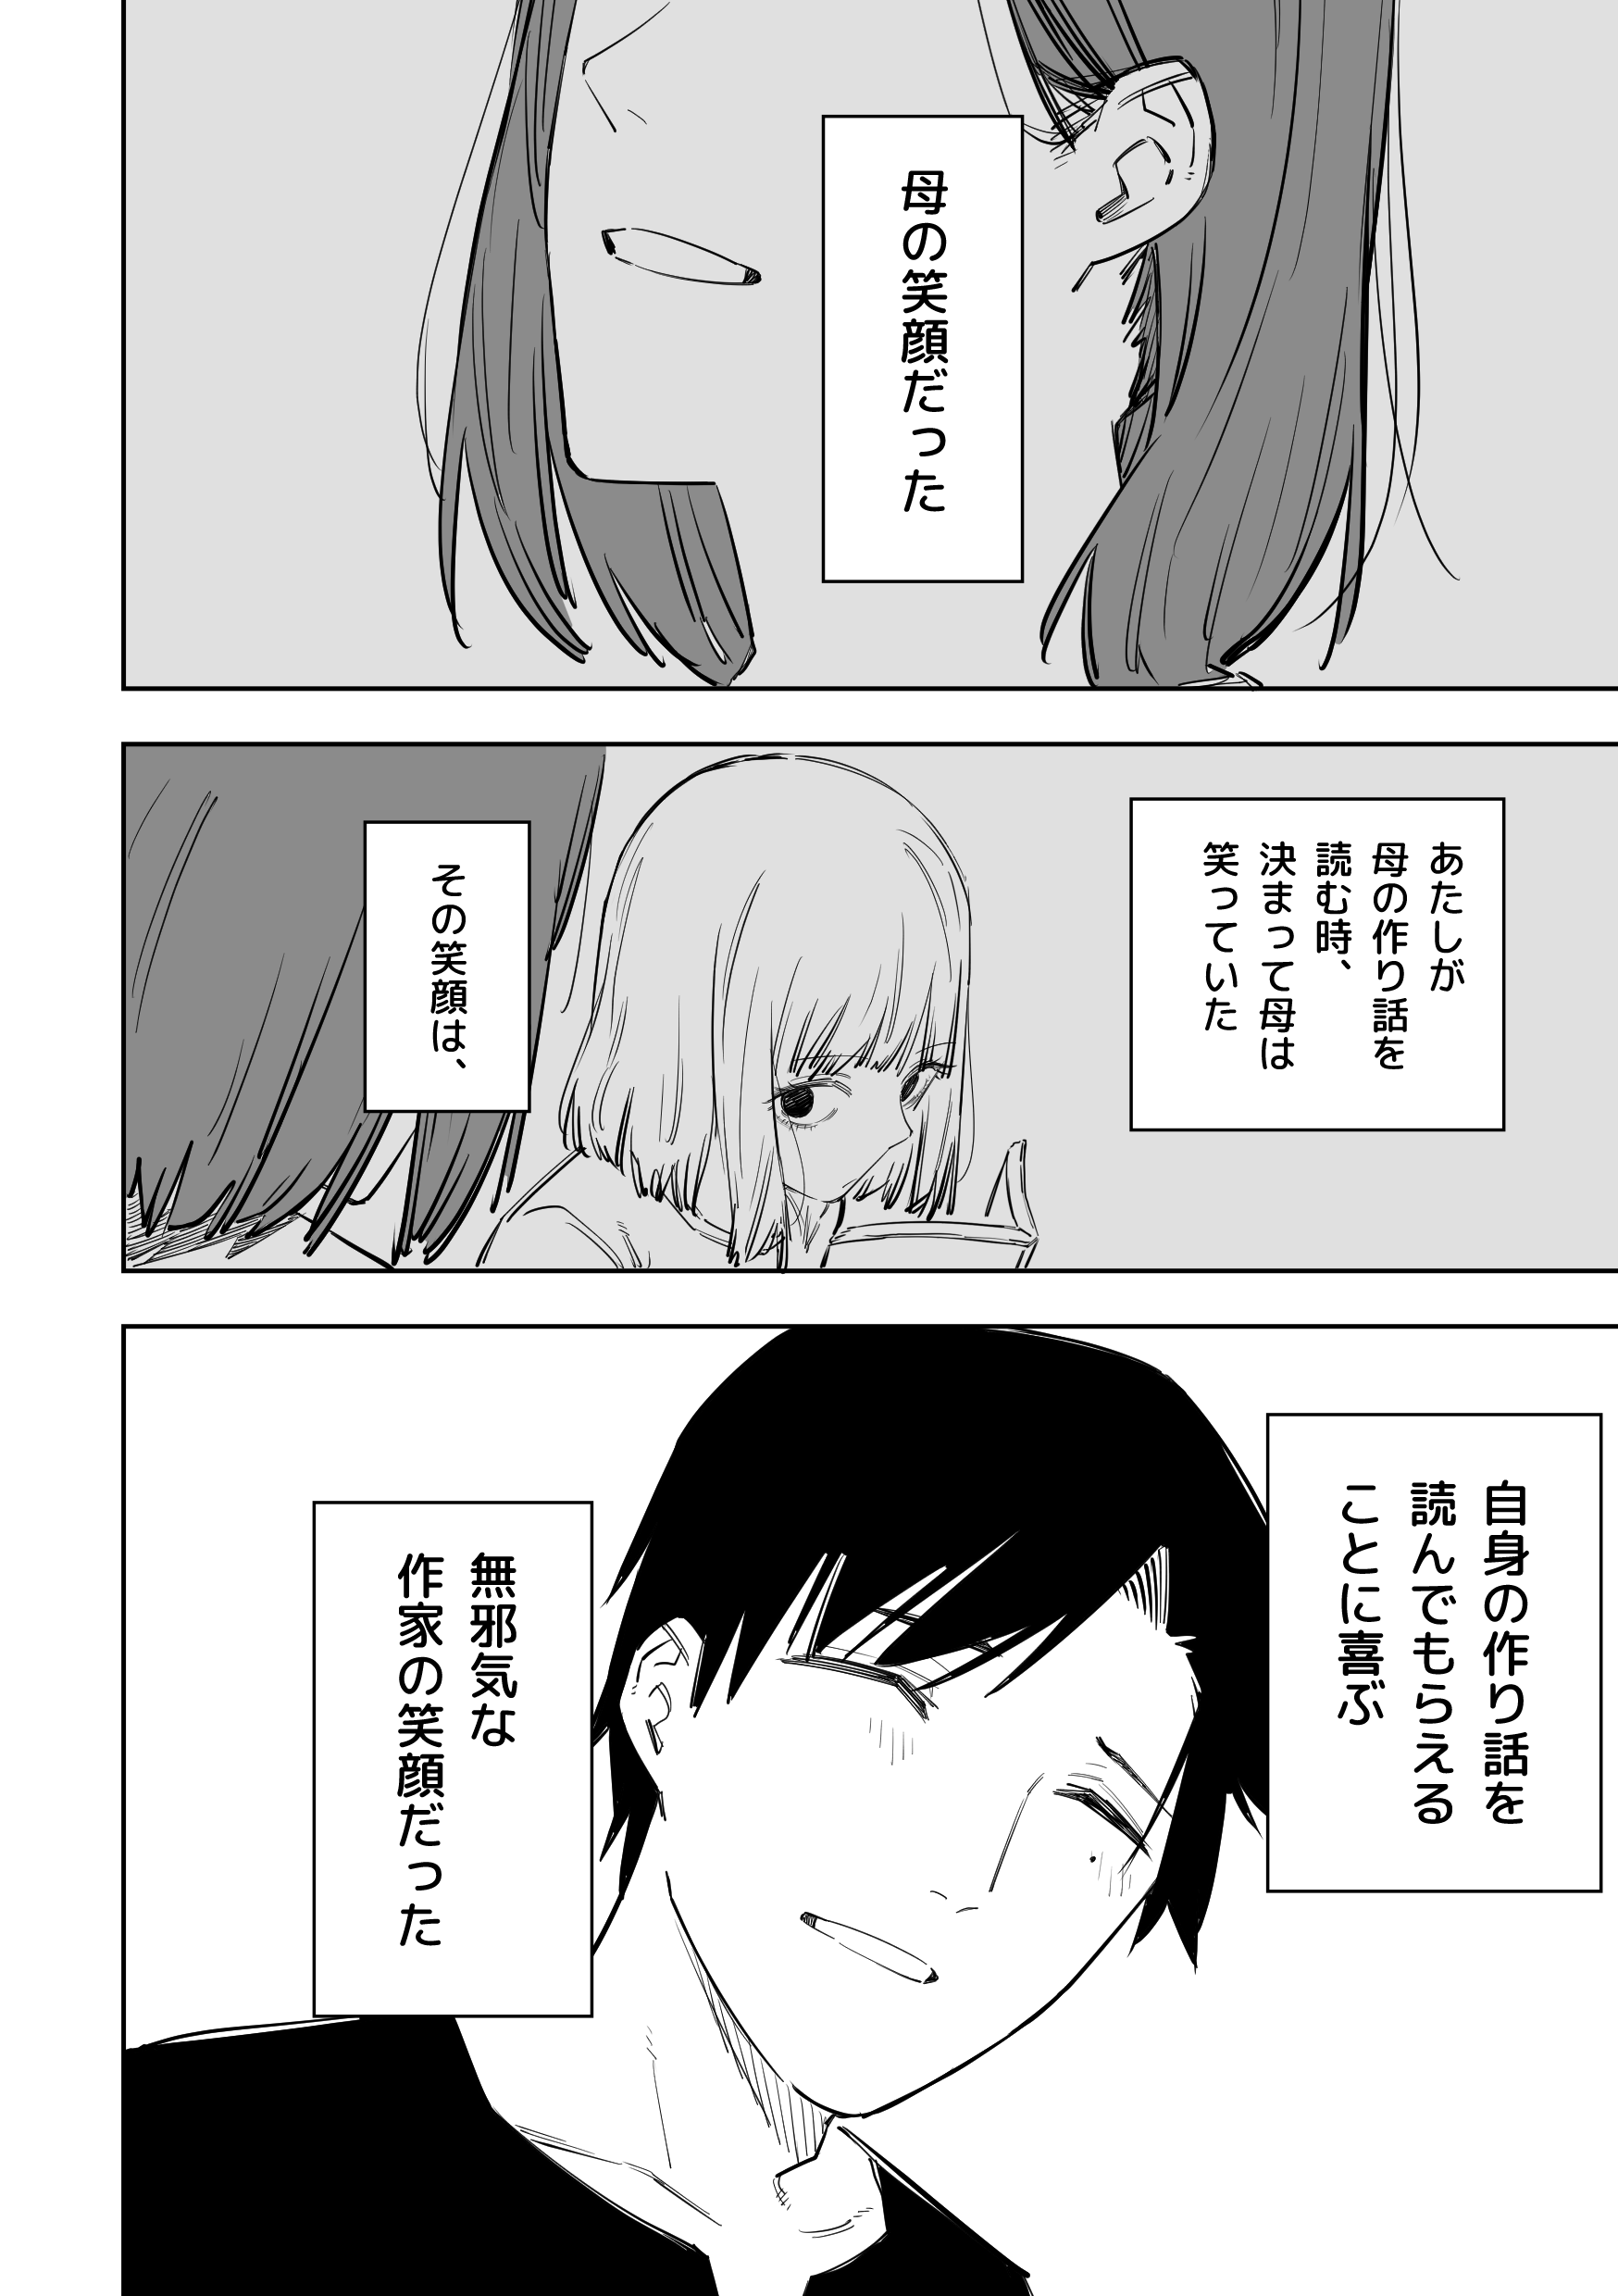 母の笑顔だった
あたしが
母の作り話を
読む時、
決まって母は
笑っていた
その笑顔は、
自身の作り話を
読んでもらえる
ことに喜ぶ
無邪気な
作家の笑顔だった